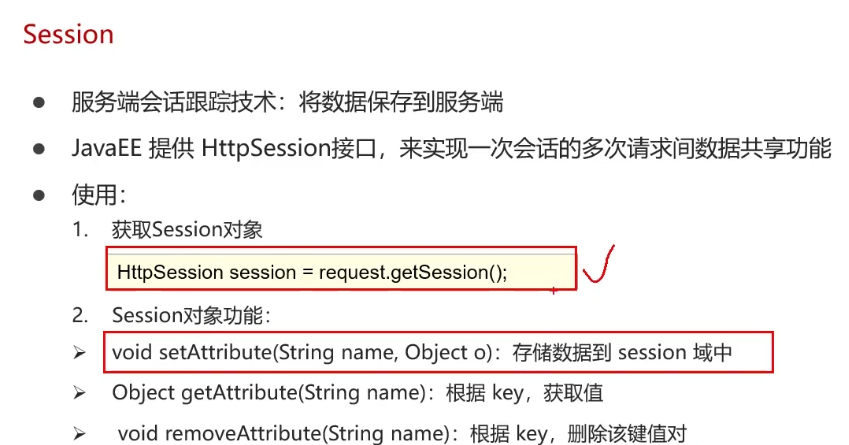 Session
● 服务端会话跟踪技术：将数据保存到服务端
● JavaEE 提供 HttpSession接口，来实现一次会话的多次请求间数据共享功能
● 使用：
1. 获取Session对象
HttpSession session = request.getSession();
2. Session对象功能：
➢ void setAttribute(String name, Object o)：存储数据到 session 域中
➢ Object getAttribute(String name)：根据 key，获取值
➢ void removeAttribute(String name)：根据 key，删除该键值对